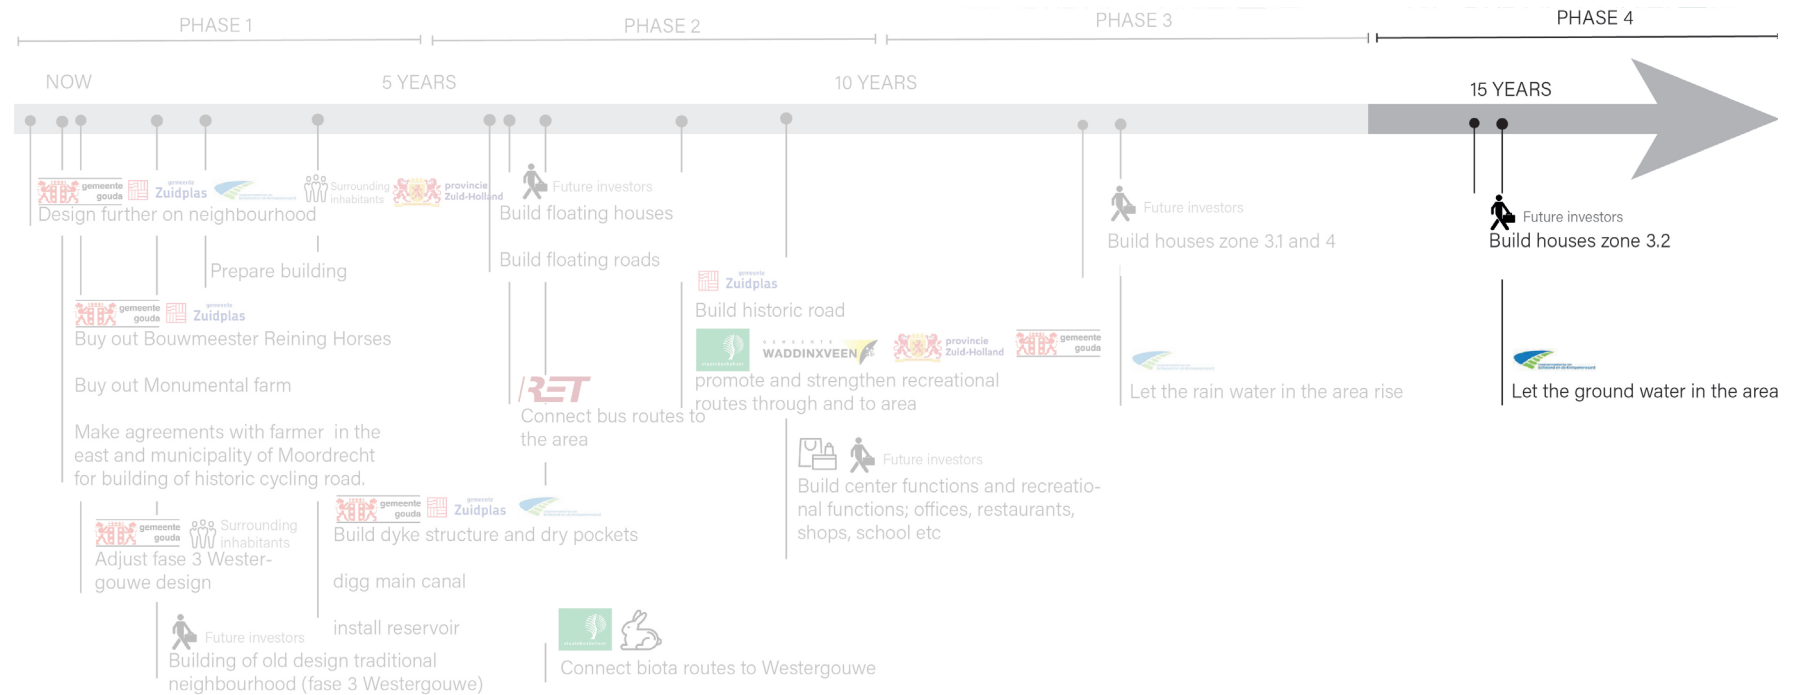 PHASE 1
PHASE 2
PHASE 3
PHASE 4
NOW
5 YEARS
10 YEARS
15 YEARS
gemeente
gouda
gemeente
Zuidplas
Surrounding
inhabitants
provincie
Zuid-Holland
Design further on neighbourhood
Prepare building
gemeente
gouda
gemeente
Zuidplas
Buy out Bouwmeester Reining Horses
Buy out Monumental farm
Make agreements with farmer in the
east and municipality of Moordrecht
for building of historic cycling road.
gemeente
gouda
Surrounding
inhabitants
Adjust fase 3 Wester-
gouwe design
Future investors
Building of old design traditional
neighbourhood (fase 3 Westergouwe)
gemeente
gouda
gemeente
Zuidplas
Build dyke structure and dry pockets
digg main canal
install reservoir
Future investors
Build floating houses
Build floating roads
RET
Connect bus routes to
the area
Connect biota routes to Westergouwe
gemeente
Zuidplas
Build historic road
GEMEENTE
WADDINXVEEN
provincie
Zuid-Holland
gemeente
gouda
promote and strengthen recreational
routes through and to area
Future investors
Build center functions and recreatio-
nal functions; offices, restaurants,
shops, school etc
Future investors
Build houses zone 3.1 and 4
Let the rain water in the area rise
Future investors
Build houses zone 3.2
Let the ground water in the area